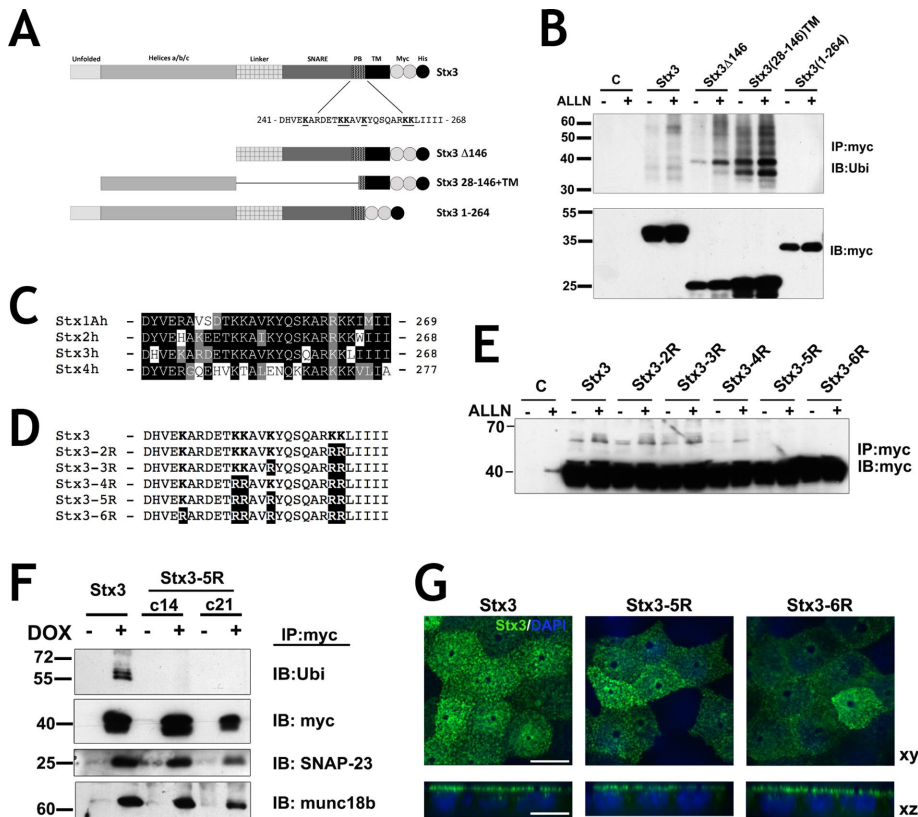 A
Unfolded Helices a/b/c Linker SNARE PB TM Myc His
Stx3
241 - DHVEKARDETKKAVKYQSQARKKLIIII - 268
Stx3 Δ146
Stx3 28-146+TM
Stx3 1-264
B
C Stx3 Stx3Δ146 Stx3(28-146)TM Stx3(1-264)
ALLN - + - + - + - + - +
60
50
40
30
IP:myc
IB:Ubi
55
35
25
IB:myc
C
Stx1Ah - DYVERAVSDTKKAVKYQSKARRKKIMII - 269
Stx2h - DYVEHAKEETKKAIKYQSKARRKKWII - 268
Stx3h - DHVEKARDETKKAVKYQSQARKKLIII - 268
Stx4h - DYVERGQEHVKTALENQKKARKKKVLIA - 277
D
Stx3 - DHVEKARDETKKAVKYQSQARKKLIIII
Stx3-2R - DHVEKARDETKKAVKYQSQARRRLIIII
Stx3-3R - DHVEKARDETKKAVRYQSQARRRLIIII
Stx3-4R - DHVEKARDETRRAVKYQSQARRRLIIII
Stx3-5R - DHVEKARDETRRAVRYQSQARRRLIIII
Stx3-6R - DHVERARDETRRAVRYQSQARRRLIIII
E
C Stx3 Stx3-2R Stx3-3R Stx3-4R Stx3-5R Stx3-6R
ALLN - + - + - + - + - + - + - +
70
40
IP:myc
IB:myc
F
Stx3 Stx3-5R
c14 c21
DOX - + - + - + IP:myc
72
55
IB:Ubi
40
IB: myc
25
IB: SNAP-23
60
IB: munc18b
G
Stx3 Stx3-5R Stx3-6R
Stx3/DAPI
xy
xz